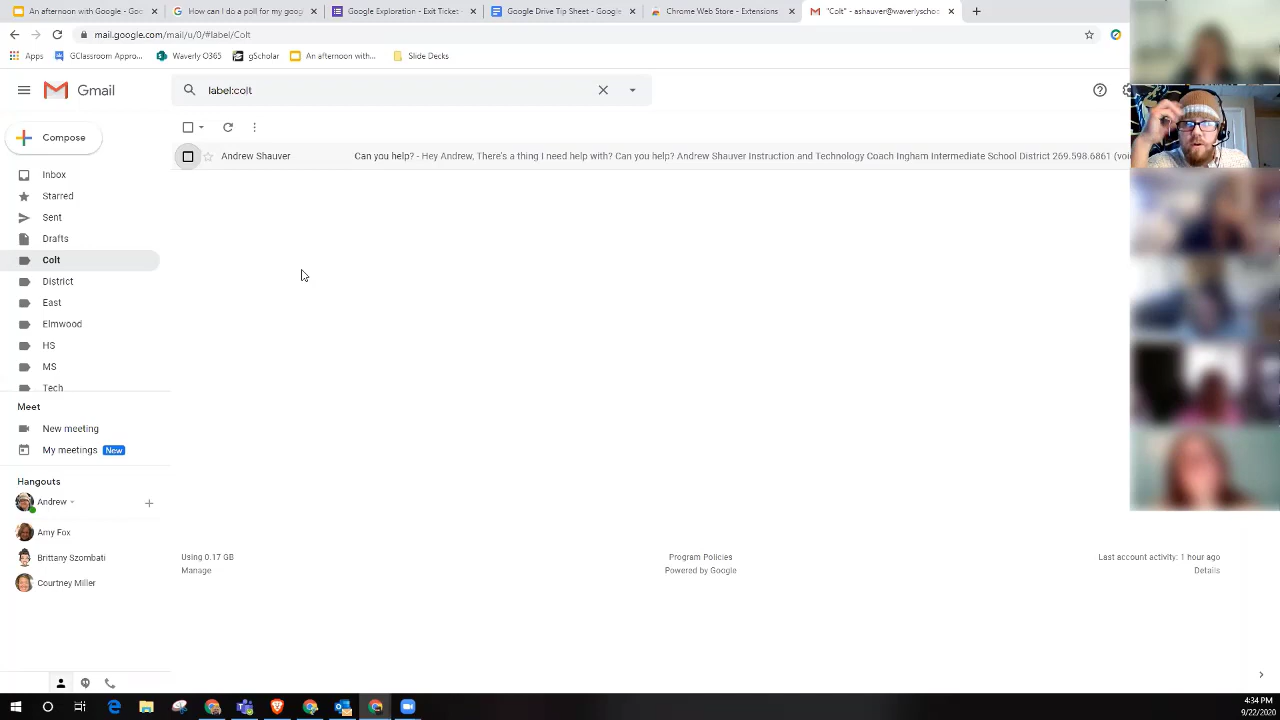 An afternoon with Google - Goo
How can I do a poll for my goog
Google Exploration - Exit Ticke
Google Drive Tip Sheet - Google
Chrome Web Store - Extensions
"Colt" - ashauver@waverlyscho
mail.google.com/mail/u/0/#label/Colt
Apps
GClassroom Appro...
Waverly O365
gScholar
An afternoon with...
Slide Decks
Gmail
label:colt
Compose
Andrew Shauver
Can you help? - Hey Andrew, There's a thing I need help with? Can you help? Andrew Shauver Instruction and Technology Coach Ingham Intermediate School District 269.598.6861 (voi
Inbox
Starred
Sent
Drafts
Colt
District
East
Elmwood
HS
MS
Tech
Meet
New meeting
My meetings New
Hangouts
Andrew
Amy Fox
Brittany Szombati
Courtney Miller
Using 0.17 GB
Manage
Program Policies
Powered by Google
Last account activity: 1 hour ago
Details
4:34 PM
9/22/2020